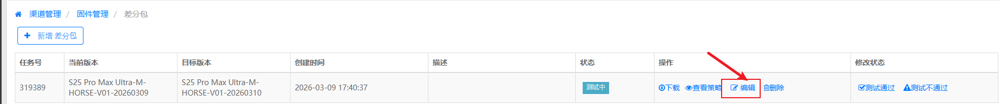 渠道管理 / 固件管理 / 差分包
新增 差分包
任务号 当前版本 目标版本 创建时间 描述 状态 操作 修改状态
319389 S25 Pro Max Ultra-M-HORSE-V01-20260309 S25 Pro Max Ultra-M-HORSE-V01-20260310 2026-03-09 17:40:37 测试中 下载 查看策略 编辑 删除 测试通过 测试不通过